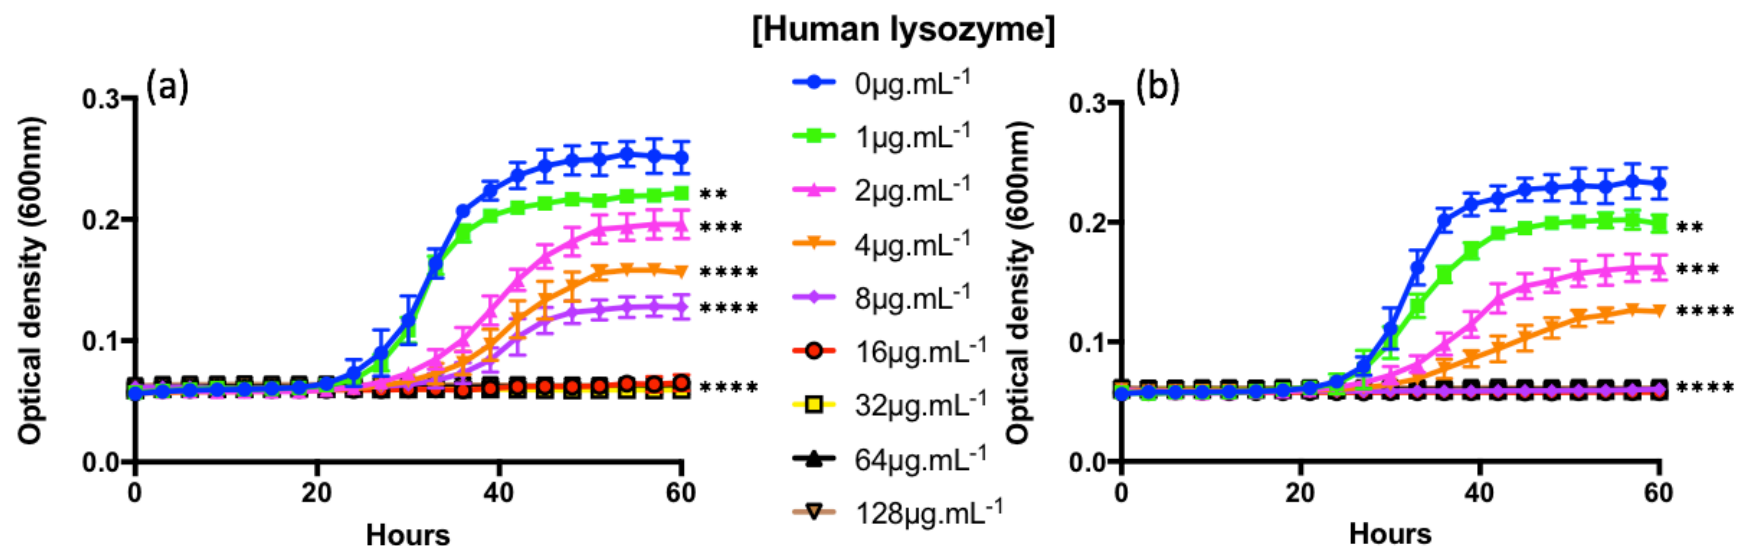 [Human lysozyme]
(a)
Optical density (600nm)
0.3
0.2
0.1
0.0
0
20
40
60
Hours
**
***
****
****
****
0µg.mL-1
1µg.mL-1
2µg.mL-1
4µg.mL-1
8µg.mL-1
16µg.mL-1
32µg.mL-1
64µg.mL-1
128µg.mL-1
(b)
Optical density (600nm)
0.3
0.2
0.1
0.0
0
20
40
60
Hours
**
***
****
****